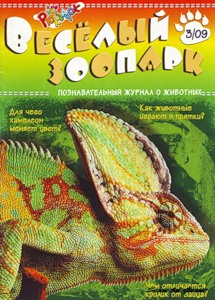 ВЕСЁЛЫЙ
ЗООПАРК
3/09
ПОЗНАВАТЕЛЬНЫЙ ЖУРНАЛ О ЖИВОТНЫХ
Для чего
хамелеон
меняет цвет?
Как животные
играют в прятки?
Чем отличается
кролик от зайца?